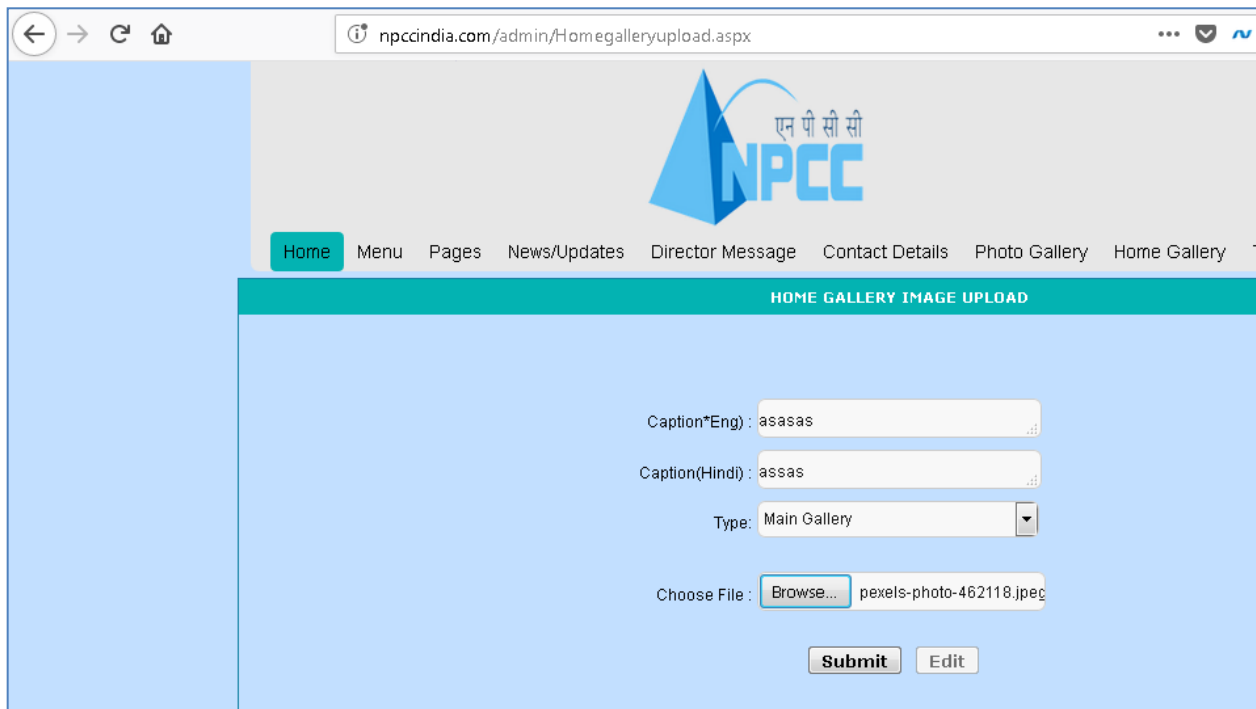 npccindia.com/admin/Homegalleryupload.aspx
एन पी सी सी
NPCC
Home Menu Pages News/Updates Director Message Contact Details Photo Gallery Home Gallery
HOME GALLERY IMAGE UPLOAD
Caption*Eng) : asasas
Caption(Hindi) : assas
Type: Main Gallery
Choose File : Browse... pexels-photo-462118.jpeg
Submit Edit